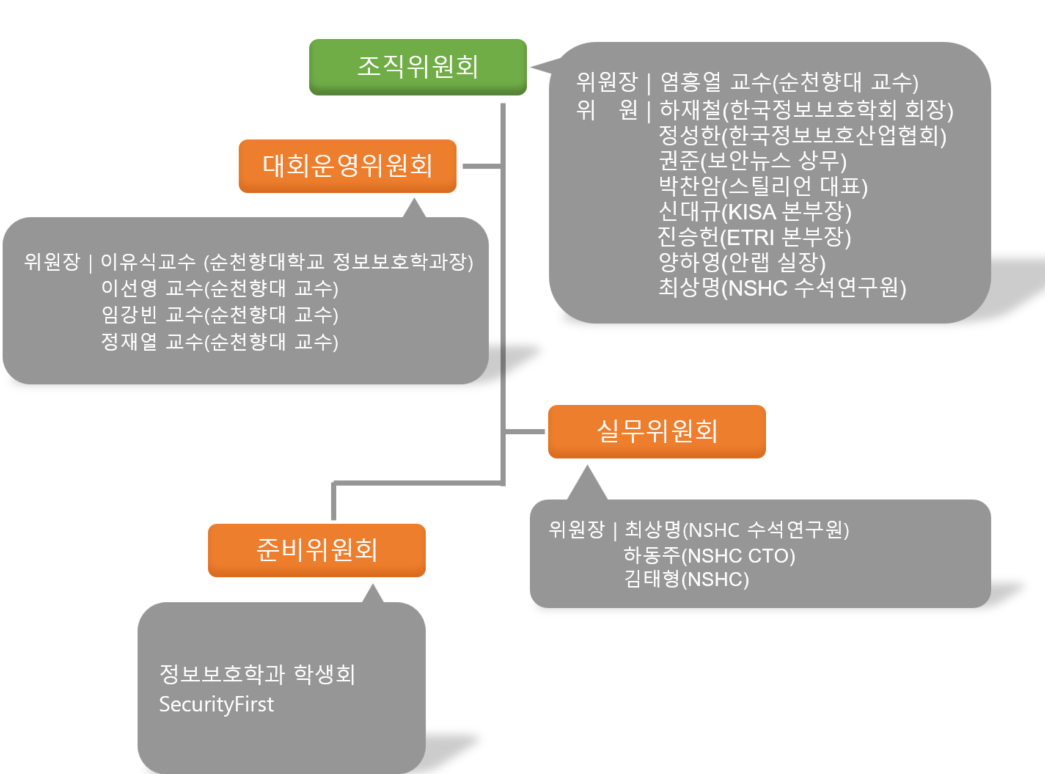 조직위원회
위원장 | 염흥열 교수(순천향대 교수)
위 원 | 하재철(한국정보보호학회 회장)
정성한(한국정보보호산업협회)
권준(보안뉴스 상무)
박찬암(스틸리언 대표)
신대규(KISA 본부장)
진승헌(ETRI 본부장)
양하영(안랩 실장)
최상명(NSHC 수석연구원)
대회운영위원회
위원장 | 이유식교수 (순천향대학교 정보보호학과장)
이선영 교수(순천향대 교수)
임강빈 교수(순천향대 교수)
정재열 교수(순천향대 교수)
실무위원회
위원장 | 최상명(NSHC 수석연구원)
하동주(NSHC CTO)
김태형(NSHC)
준비위원회
정보보호학과 학생회
SecurityFirst